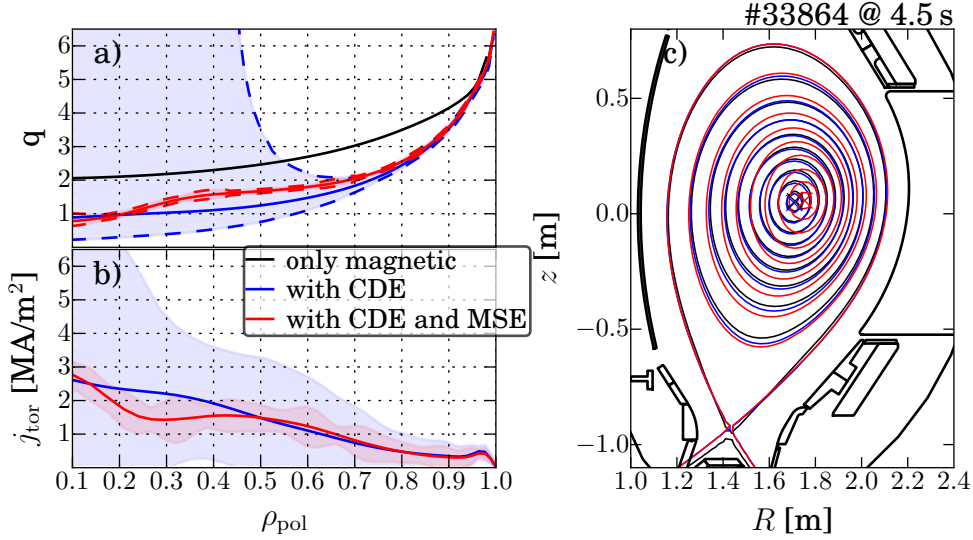 #33864 @ 4.5 s
a)
6
5
4
3
2
1
q
b)
6
5
4
3
2
1
j_tor [MA/m²]
only magnetic
with CDE
with CDE and MSE
0.1 0.2 0.3 0.4 0.5 0.6 0.7 0.8 0.9 1.0
ρ_pol
c)
0.5
0.0
−0.5
−1.0
z [m]
1.0 1.2 1.4 1.6 1.8 2.0 2.2 2.4
R [m]